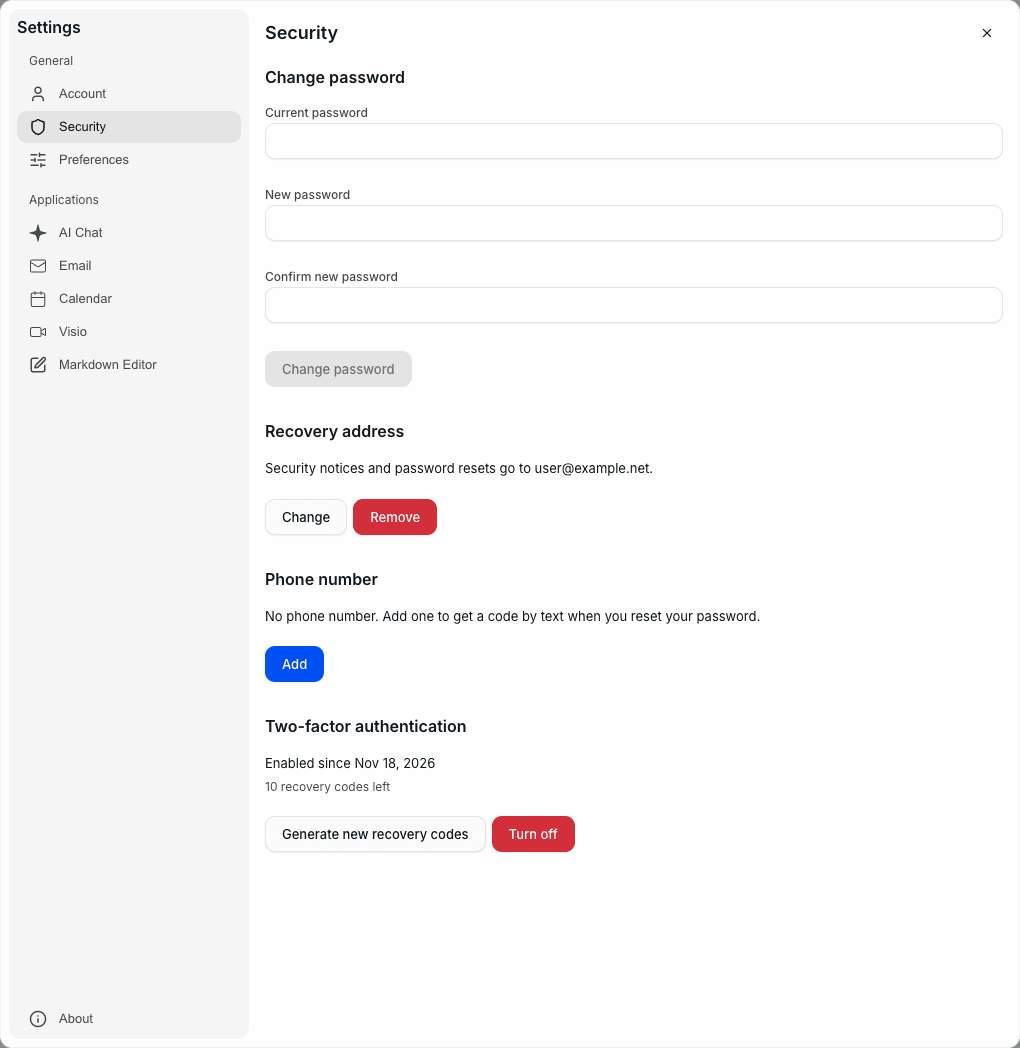 Settings
General
Account
Security
Preferences
Applications
AI Chat
Email
Calendar
Visio
Markdown Editor
About
Security
Change password
Current password
New password
Confirm new password
Change password
Recovery address
Security notices and password resets go to user@example.net.
Change
Remove
Phone number
No phone number. Add one to get a code by text when you reset your password.
Add
Two-factor authentication
Enabled since Nov 18, 2026
10 recovery codes left
Generate new recovery codes
Turn off